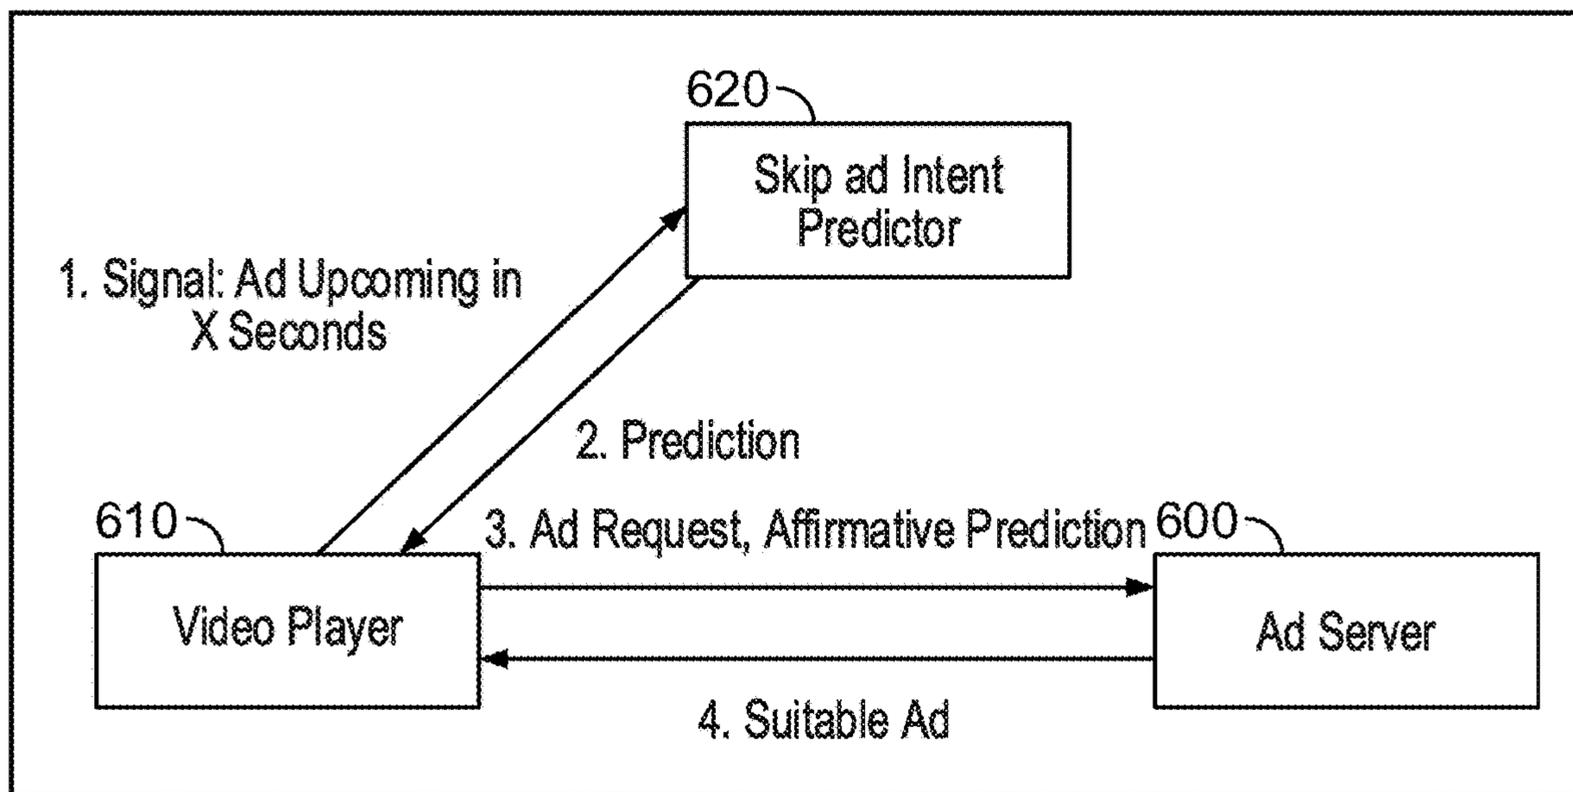 620
Skip ad Intent
Predictor
1. Signal: Ad Upcoming in
X Seconds
2. Prediction
610
3. Ad Request, Affirmative Prediction
600
Video Player
Ad Server
4. Suitable Ad